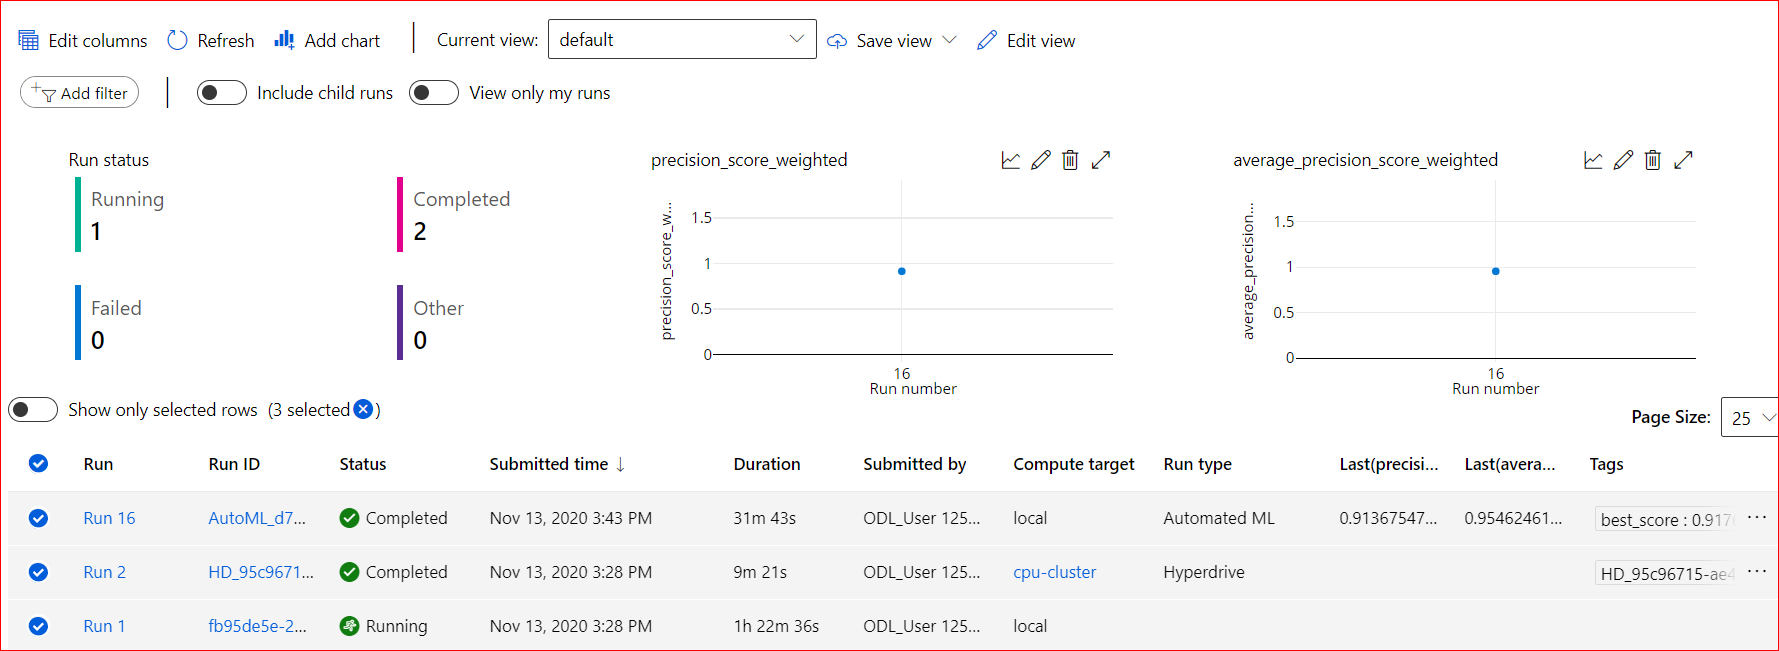 Edit columns Refresh Add chart Current view: default Save view Edit view
Add filter Include child runs View only my runs
Run status
Running
1
Completed
2
Failed
0
Other
0
precision_score_weighted
precision_score_w...
1.5
1
0.5
0
16
Run number
average_precision_score_weighted
average_precision...
1.5
1
0.5
0
16
Run number
Show only selected rows (3 selected )
Page Size: 25
Run Run ID Status Submitted time ↓ Duration Submitted by Compute target Run type Last(precisi... Last(avera... Tags
Run 16 AutoML_d7... Completed Nov 13, 2020 3:43 PM 31m 43s ODL_User 125... local Automated ML 0.91367547... 0.95462461... best_score : 0.917 ...
Run 2 HD_95c9671... Completed Nov 13, 2020 3:28 PM 9m 21s ODL_User 125... cpu-cluster Hyperdrive HD_95c96715-ae4 ...
Run 1 fb95de5e-2... Running Nov 13, 2020 3:28 PM 1h 22m 36s ODL_User 125... local